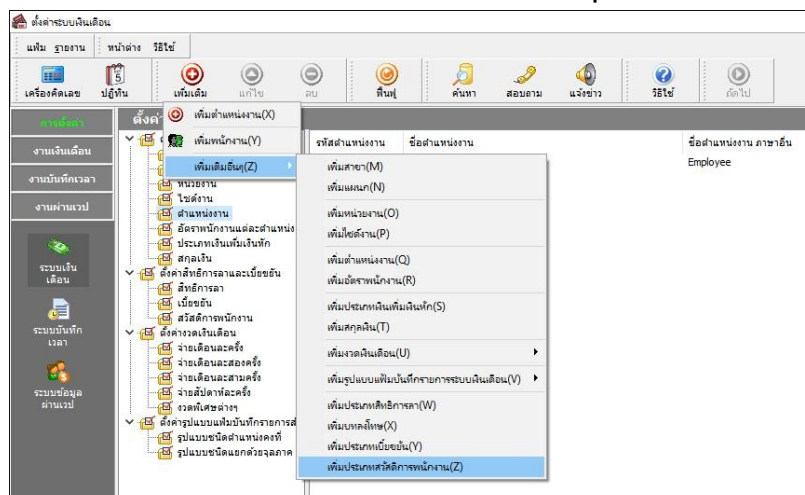 ตั้งค่าระบบเงินเดือน
แฟ้ม รายงาน หน้าต่าง วิธีใช้
เครื่องคิดเลข ปฏิทิน เพิ่มเติม แก้ไข ลบ ฟื้นฟู ค้นหา สอบถาม แจ้งข่าว วิธีใช้ ถัดไป
การตั้งค่า
งานเงินเดือน
งานบันทึกเวลา
งานผ่านเวป
ระบบเงินเดือน
ระบบบันทึกเวลา
ระบบข้อมูลผ่านเวป
ตั้งค่า
หน่วยงาน
ไซด์งาน
ตำแหน่งงาน
อัตราพนักงานแต่ละตำแหน่ง
ประเภทเงินเพิ่มเงินหัก
สกุลเงิน
ตั้งค่าสิทธิการลาและเบี้ยขยัน
สิทธิการลา
เบี้ยขยัน
สวัสดิการพนักงาน
ตั้งค่างวดเงินเดือน
จ่ายเดือนละครั้ง
จ่ายเดือนละสองครั้ง
จ่ายเดือนละสามครั้ง
จ่ายสัปดาห์ละครั้ง
งวดพิเศษต่างๆ
ตั้งค่ารูปแบบแฟ้มบันทึกรายการส
รูปแบบชนิดตำแหน่งคงที่
รูปแบบชนิดแยกด้วยจุลภาค
เพิ่มตำแหน่งงาน(X)
เพิ่มพนักงาน(Y)
เพิ่มเติมอื่นๆ(Z)
รหัสตำแหน่งงาน ชื่อตำแหน่งงาน ชื่อตำแหน่งงาน ภาษาอื่น
Employee
เพิ่มสาขา(M)
เพิ่มแผนก(N)
เพิ่มหน่วยงาน(O)
เพิ่มไซด์งาน(P)
เพิ่มตำแหน่งงาน(Q)
เพิ่มอัตราพนักงาน(R)
เพิ่มประเภทเงินเพิ่มเงินหัก(S)
เพิ่มสกุลเงิน(T)
เพิ่มงวดเงินเดือน(U)
เพิ่มรูปแบบแฟ้มบันทึกรายการระบบเงินเดือน(V)
เพิ่มประเภทสิทธิการลา(W)
เพิ่มบทลงโทษ(X)
เพิ่มประเภทเบี้ยขยัน(Y)
เพิ่มประเภทสวัสดิการพนักงาน(Z)